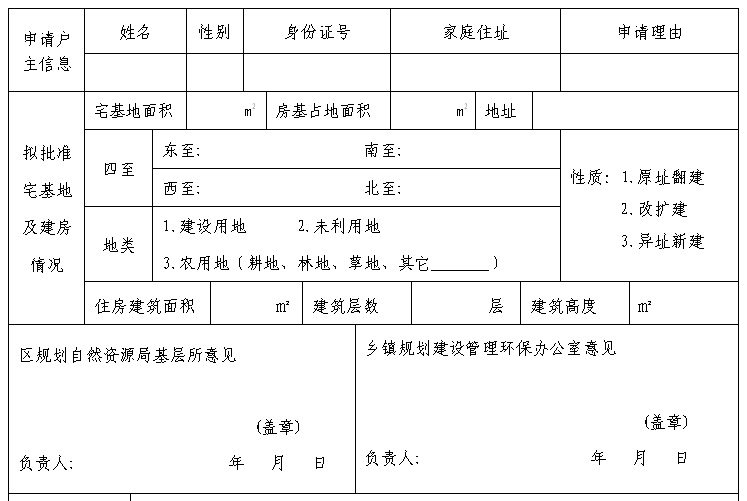 申请户主信息 姓名 性别 身份证号 家庭住址 申请理由
拟批准宅基地及建房情况 宅基地面积 m² 房基占地面积 m² 地址
四至 东至： 南至：
西至： 北至：
性质： 1.原址翻建
2.改扩建
3.异址新建
地类 1.建设用地 2.未利用地
3.农用地（耕地、林地、草地、其它_______）
住房建筑面积 m² 建筑层数 层 建筑高度 m²
区规划自然资源局基层所意见
(盖章)
负责人： 年 月 日
乡镇规划建设管理环保办公室意见
(盖章)
负责人： 年 月 日